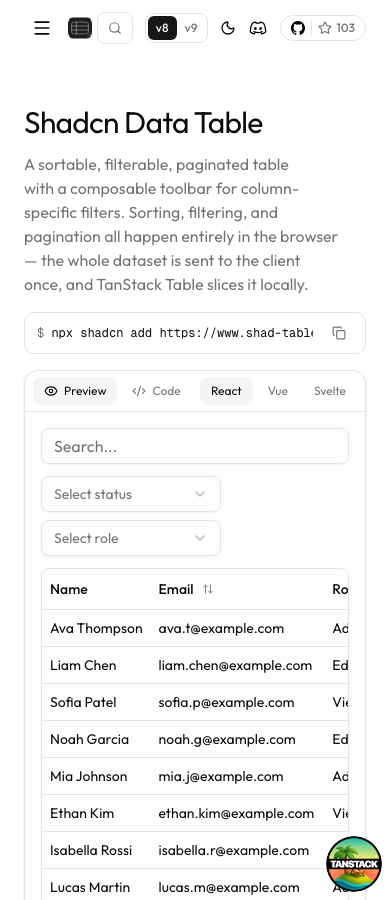 v8 v9 103
Shadcn Data Table
A sortable, filterable, paginated table
with a composable toolbar for column-
specific filters. Sorting, filtering, and
pagination all happen entirely in the browser
— the whole dataset is sent to the client
once, and TanStack Table slices it locally.
$ npx shadcn add https://www.shad-table
Preview Code React Vue Svelte
Search...
Select status
Select role
Name Email Ro
Ava Thompson ava.t@example.com Ad
Liam Chen liam.chen@example.com Ed
Sofia Patel sofia.p@example.com Vie
Noah Garcia noah.g@example.com Ed
Mia Johnson mia.j@example.com Ad
Ethan Kim ethan.kim@example.com Vie
Isabella Rossi isabella.r@example.com
TANSTACK
Lucas Martin lucas.m@example.com